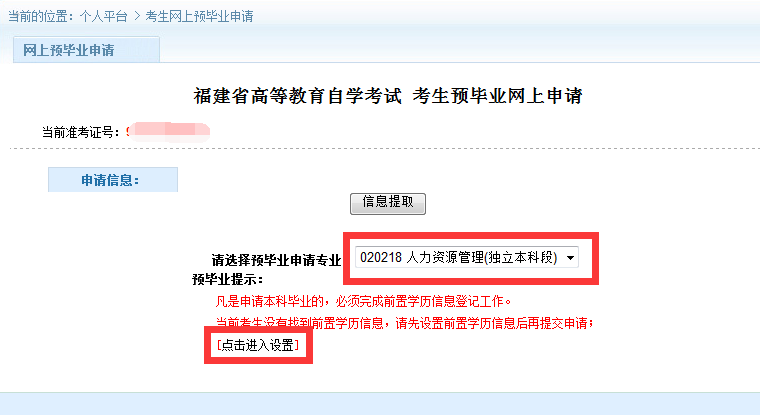 当前的位置: 个人平台 > 考生网上预毕业申请
网上预毕业申请
福建省高等教育自学考试 考生预毕业网上申请
当前准考证号: 9
申请信息:
信息提取
请选择预毕业申请专业
020218 人力资源管理(独立本科段)
预毕业提示:
凡是申请本科毕业的，必须完成前置学历信息登记工作。
当前考生没有找到前置学历信息，请先设置前置学历信息后再提交申请;
[点击进入设置]